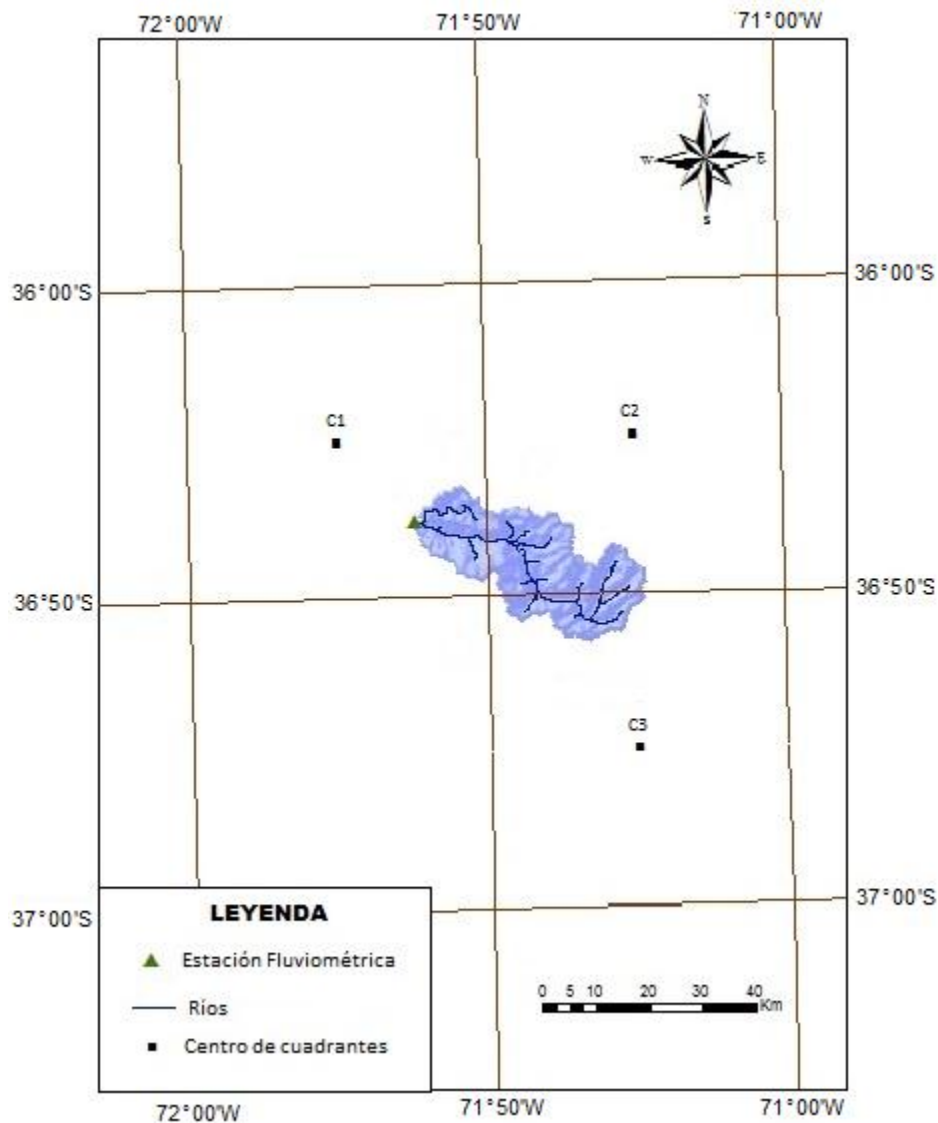 72°00'W 71°50'W 71°00'W
N
W E
s
36°00'S 36°00'S
C1 C2
36°50'S 36°50'S
C3
37°00'S 37°00'S
LEYENDA
Estación Fluviométrica
Ríos
Centro de cuadrantes
0 5 10 20 30 40
Km
72°00'W 71°50'W 71°00'W